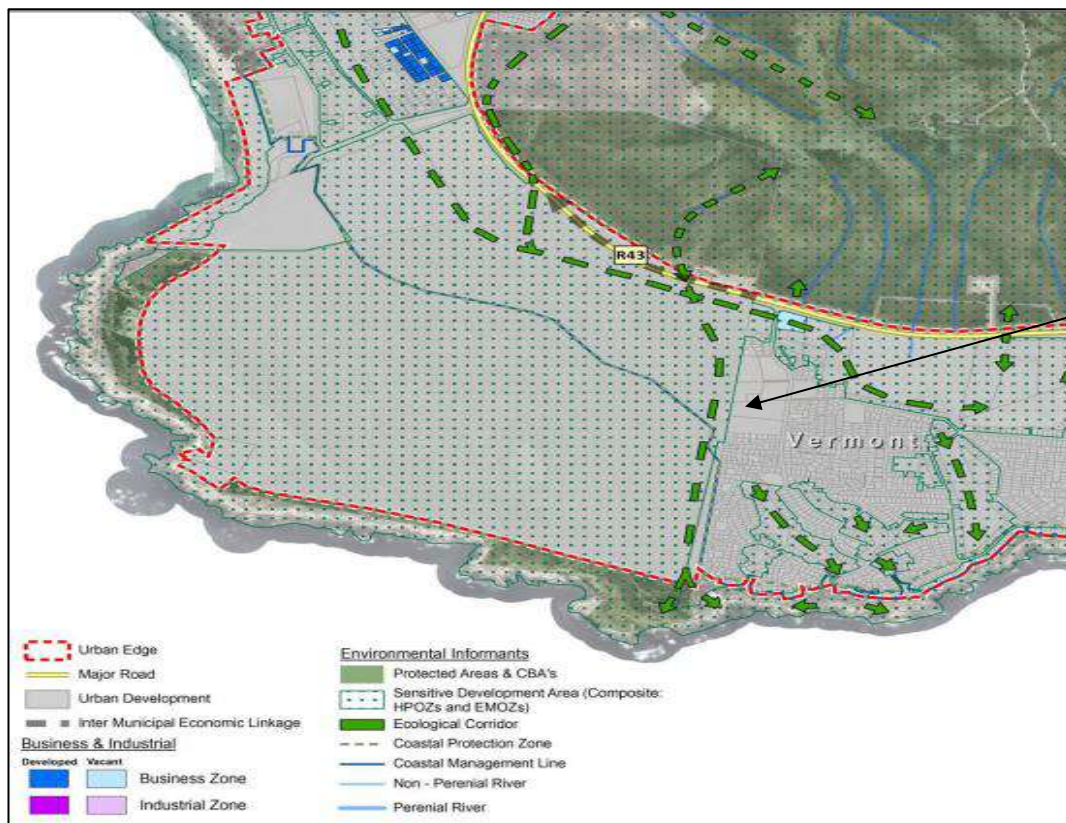 R43
Vermont
Urban Edge
Major Road
Urban Development
Inter Municipal Economic Linkage
Business & Industrial
Developed Vacant
Business Zone
Industrial Zone
Environmental Informants
Protected Areas & CBA's
Sensitive Development Area (Composite:
HPOZs and EMOZs)
Ecological Corridor
Coastal Protection Zone
Coastal Management Line
Non - Perenial River
Perenial River